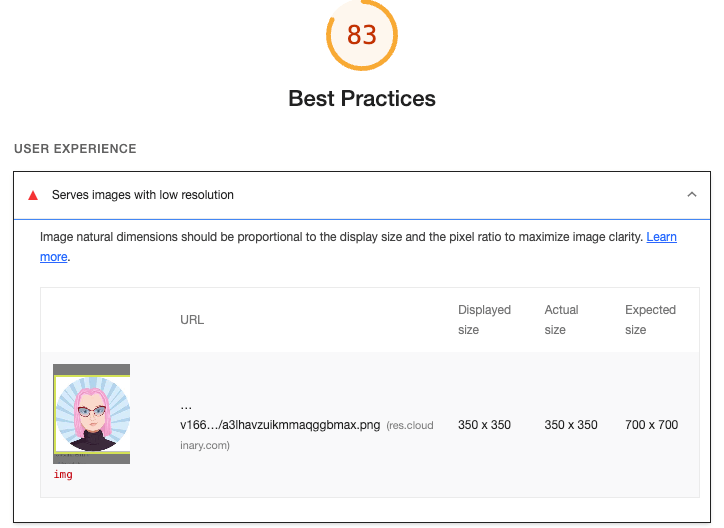 83
Best Practices
USER EXPERIENCE
Serves images with low resolution
Image natural dimensions should be proportional to the display size and the pixel ratio to maximize image clarity. Learn
more.
URL
Displayed
size
Actual
size
Expected
size
…
v166…/a3lhavzuikmmaqggbmax.png (res.cloud
inary.com)
350 x 350
350 x 350
700 x 700
img